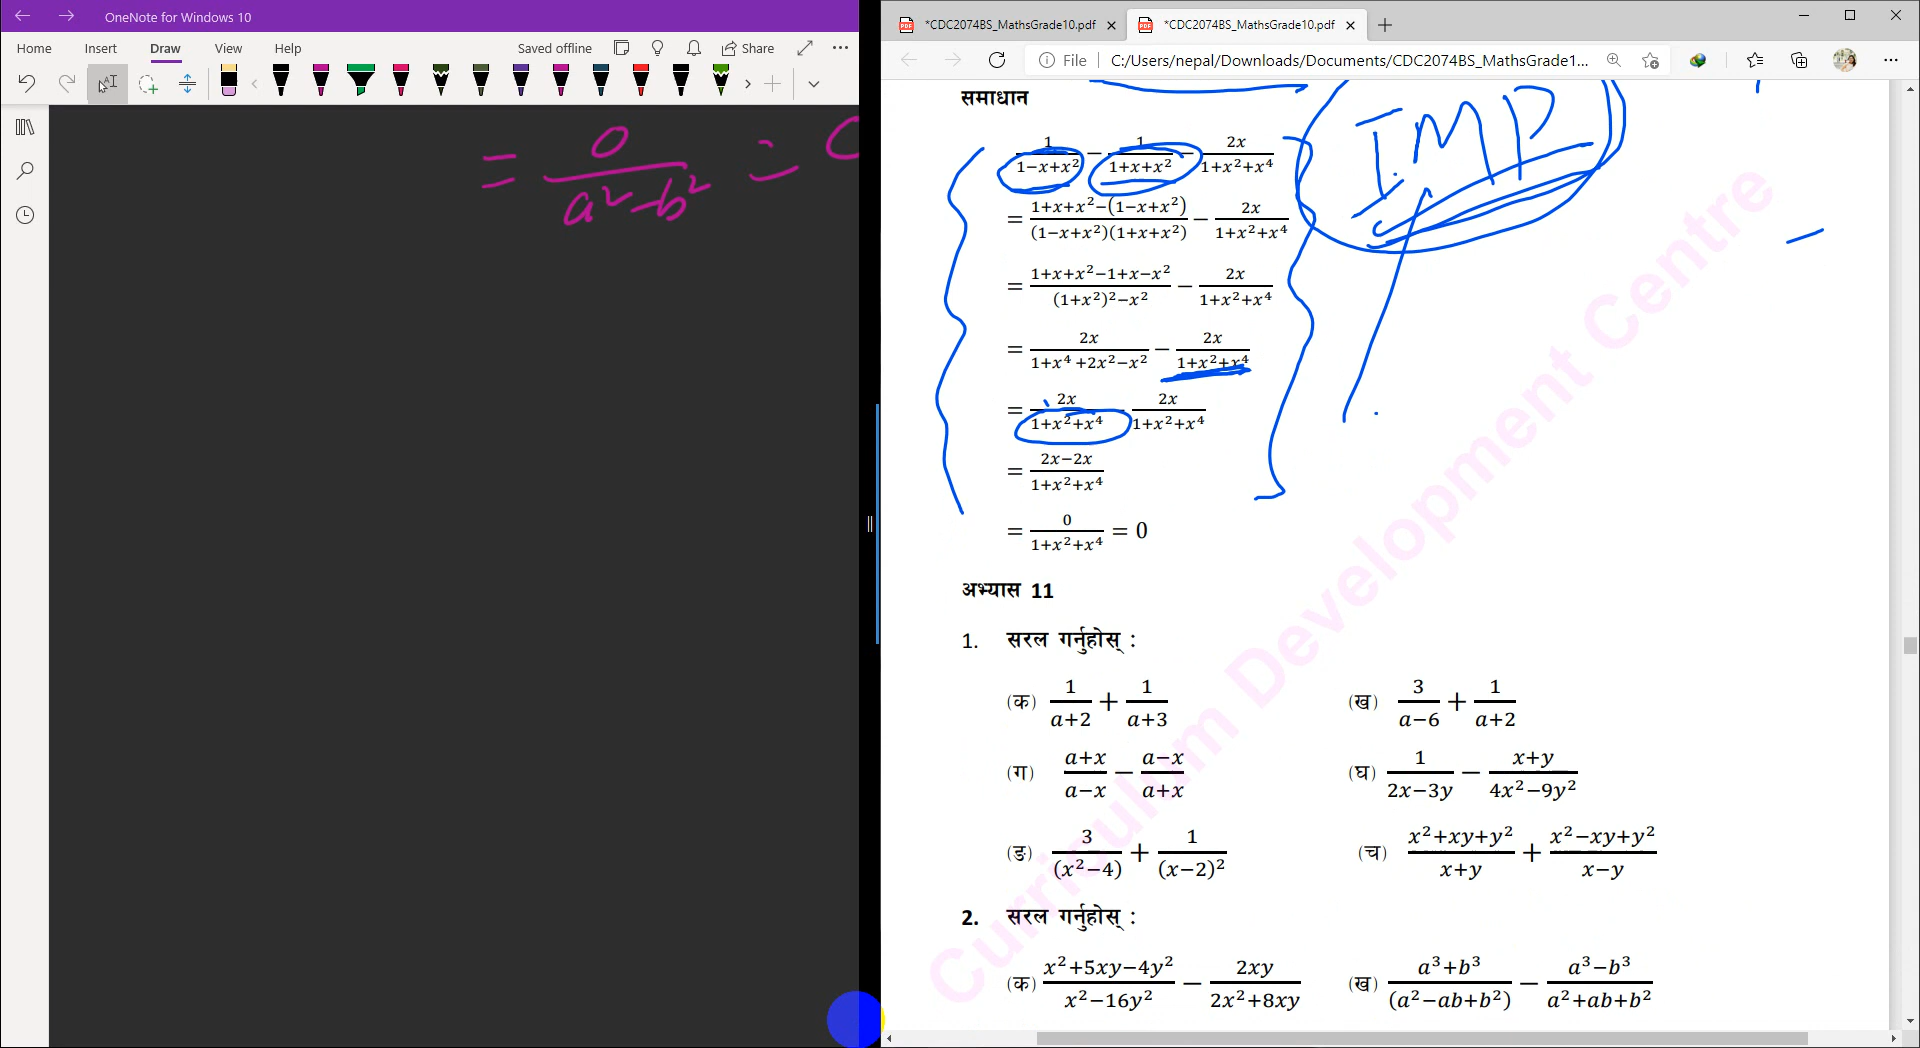 OneNote for Windows 10
Home Insert Draw View Help Saved offline Share
= 0/(a²-b²) =
*CDC2074BS_MathsGrade10.pdf
*CDC2074BS_MathsGrade10.pdf
File C:/Users/nepal/Downloads/Documents/CDC2074BS_MathsGrade1...
समाधान
IMP
1/(1−x+x²) − 1/(1+x+x²) − 2x/(1+x²+x⁴)
= (1+x+x²−(1−x+x²))/((1−x+x²)(1+x+x²)) − 2x/(1+x²+x⁴)
= (1+x+x²−1+x−x²)/((1+x²)²−x²) − 2x/(1+x²+x⁴)
= 2x/(1+x⁴+2x²−x²) − 2x/(1+x²+x⁴)
= 2x/(1+x²+x⁴) 2x/(1+x²+x⁴)
= (2x−2x)/(1+x²+x⁴)
= 0/(1+x²+x⁴) = 0
अभ्यास 11
1. सरल गर्नुहोस् :
(क) 1/(a+2) + 1/(a+3) (ख) 3/(a−6) + 1/(a+2)
(ग) (a+x)/(a−x) − (a−x)/(a+x) (घ) 1/(2x−3y) − (x+y)/(4x²−9y²)
(ङ) 3/((x²−4)) + 1/((x−2)²) (च) (x²+xy+y²)/(x+y) + (x²−xy+y²)/(x−y)
2. सरल गर्नुहोस् :
(क) (x²+5xy−4y²)/(x²−16y²) − 2xy/(2x²+8xy) (ख) (a³+b³)/((a²−ab+b²)) − (a³−b³)/(a²+ab+b²)
Curriculum Development Centre